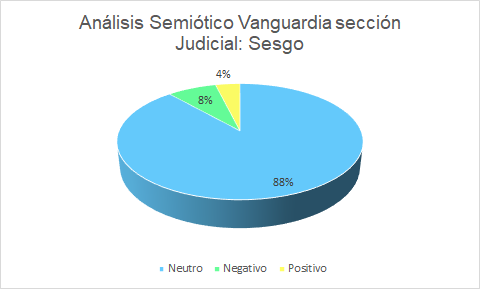 Análisis Semiótico Vanguardia sección
Judicial: Sesgo
4%
8%
88%
Neutro Negativo Positivo